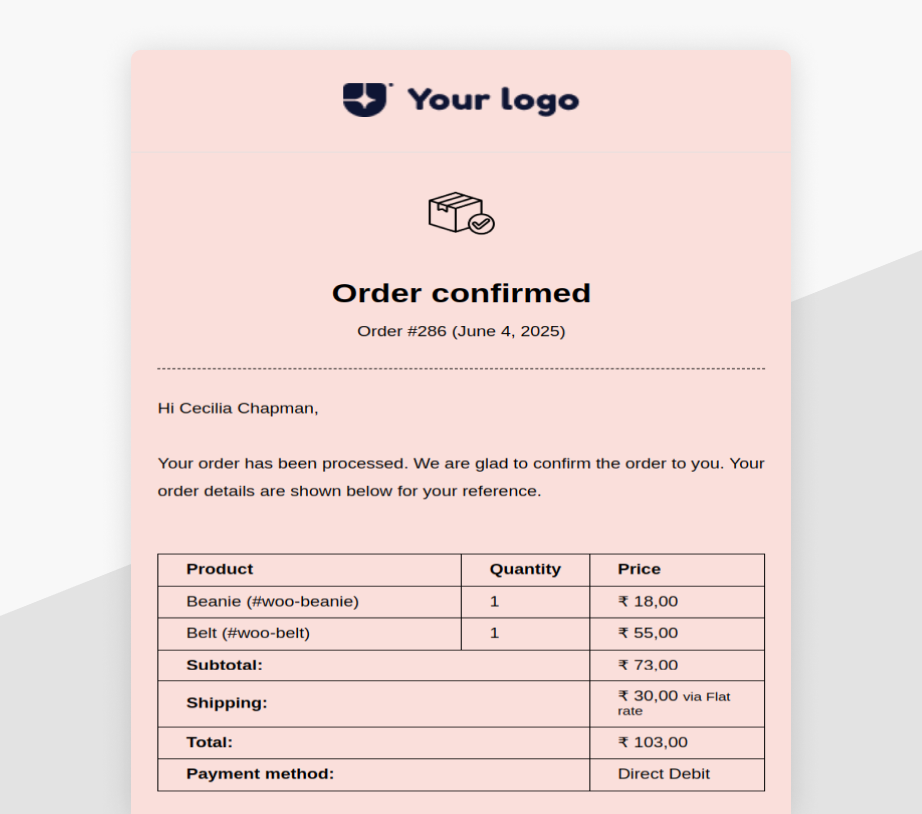 Your logo
Order confirmed
Order #286 (June 4, 2025)
Hi Cecilia Chapman,
Your order has been processed. We are glad to confirm the order to you. Your
order details are shown below for your reference.
Product Quantity Price
Beanie (#woo-beanie) 1 ₹ 18,00
Belt (#woo-belt) 1 ₹ 55,00
Subtotal: ₹ 73,00
Shipping: ₹ 30,00 via Flat
rate
Total: ₹ 103,00
Payment method: Direct Debit